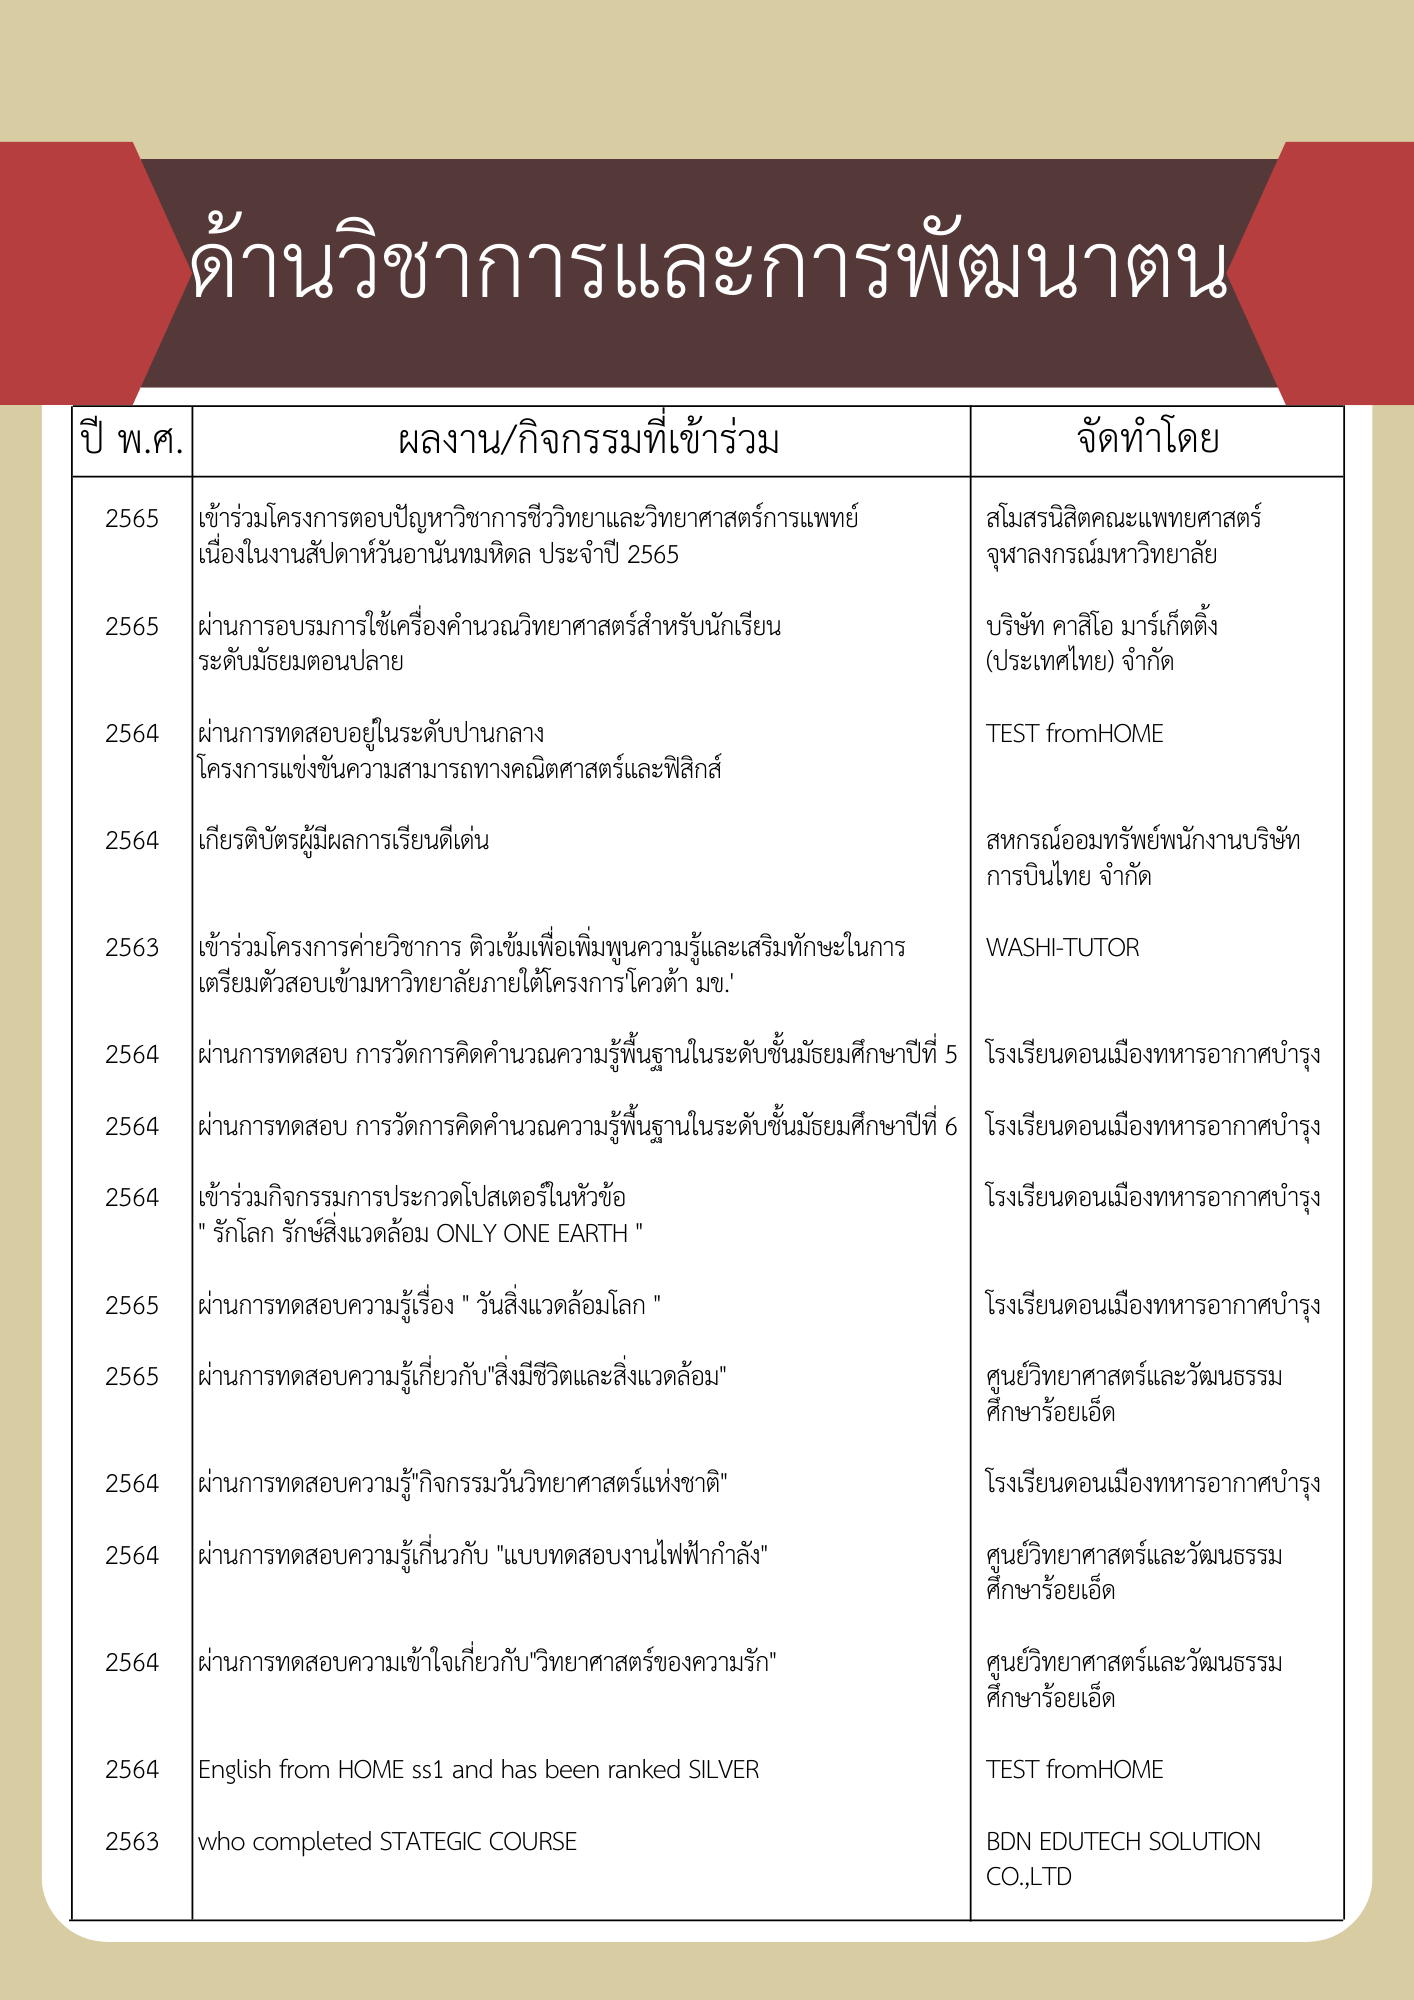 ด้านวิชาการและการพัฒนาตน
ปี พ.ศ. ผลงาน/กิจกรรมที่เข้าร่วม จัดทำโดย
2565 เข้าร่วมโครงการตอบปัญหาวิชาการชีววิทยาและวิทยาศาสตร์การแพทย์ สโมสรนิสิตคณะแพทยศาสตร์
เนื่องในงานสัปดาห์วันอานันทมหิดล ประจำปี 2565 จุฬาลงกรณ์มหาวิทยาลัย
2565 ผ่านการอบรมการใช้เครื่องคำนวณวิทยาศาสตร์สำหรับนักเรียน บริษัท คาสิโอ มาร์เก็ตติ้ง
ระดับมัธยมตอนปลาย (ประเทศไทย) จำกัด
2564 ผ่านการทดสอบอยู่ในระดับปานกลาง TEST fromHOME
โครงการแข่งขันความสามารถทางคณิตศาสตร์และฟิสิกส์
2564 เกียรติบัตรผู้มีผลการเรียนดีเด่น สหกรณ์ออมทรัพย์พนักงานบริษัท
การบินไทย จำกัด
2563 เข้าร่วมโครงการค่ายวิชาการ ติวเข้มเพื่อเพิ่มพูนความรู้และเสริมทักษะในการ WASHI-TUTOR
เตรียมตัวสอบเข้ามหาวิทยาลัยภายใต้โครงการ'โควต้า มข.'
2564 ผ่านการทดสอบ การวัดการคิดคำนวณความรู้พื้นฐานในระดับชั้นมัธยมศึกษาปีที่ 5 โรงเรียนดอนเมืองทหารอากาศบำรุง
2564 ผ่านการทดสอบ การวัดการคิดคำนวณความรู้พื้นฐานในระดับชั้นมัธยมศึกษาปีที่ 6 โรงเรียนดอนเมืองทหารอากาศบำรุง
2564 เข้าร่วมกิจกรรมการประกวดโปสเตอร์ในหัวข้อ โรงเรียนดอนเมืองทหารอากาศบำรุง
" รักโลก รักษ์สิ่งแวดล้อม ONLY ONE EARTH "
2565 ผ่านการทดสอบความรู้เรื่อง " วันสิ่งแวดล้อมโลก " โรงเรียนดอนเมืองทหารอากาศบำรุง
2565 ผ่านการทดสอบความรู้เกี่ยวกับ"สิ่งมีชีวิตและสิ่งแวดล้อม" ศูนย์วิทยาศาสตร์และวัฒนธรรม
ศึกษาร้อยเอ็ด
2564 ผ่านการทดสอบความรู้"กิจกรรมวันวิทยาศาสตร์แห่งชาติ" โรงเรียนดอนเมืองทหารอากาศบำรุง
2564 ผ่านการทดสอบความรู้เกี่นวกับ "แบบทดสอบงานไฟฟ้ากำลัง" ศูนย์วิทยาศาสตร์และวัฒนธรรม
ศึกษาร้อยเอ็ด
2564 ผ่านการทดสอบความเข้าใจเกี่ยวกับ"วิทยาศาสตร์ของความรัก" ศูนย์วิทยาศาสตร์และวัฒนธรรม
ศึกษาร้อยเอ็ด
2564 English from HOME ss1 and has been ranked SILVER TEST fromHOME
2563 who completed STATEGIC COURSE BDN EDUTECH SOLUTION
CO.,LTD